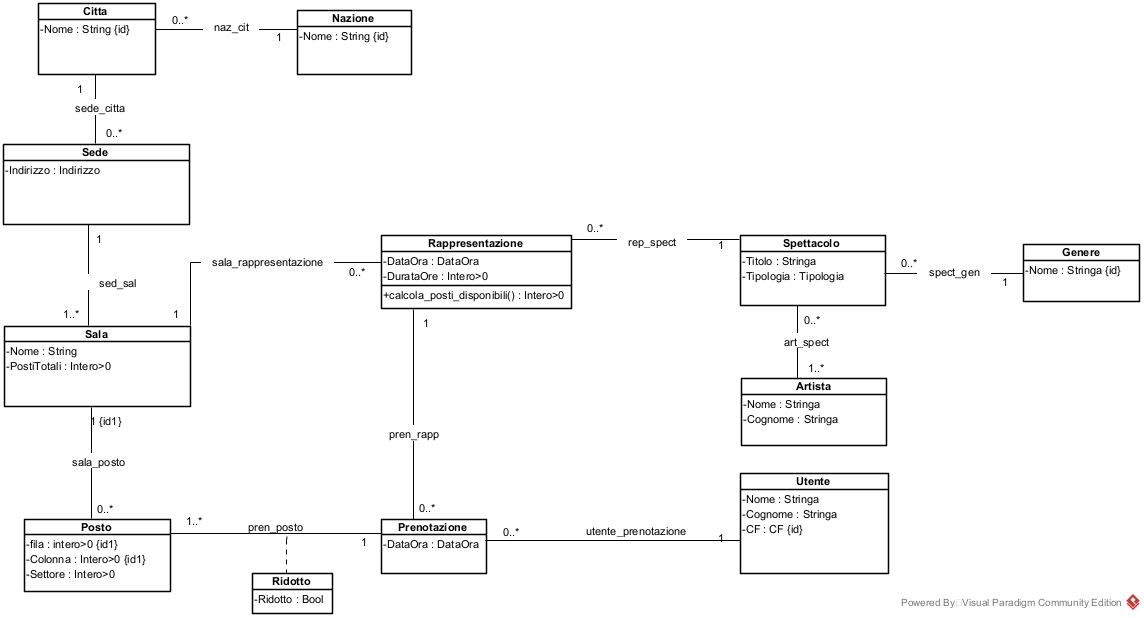 Citta
-Nome : String {id}
0..*
naz_cit
1
Nazione
-Nome : String {id}
1
sede_citta
0..*
Sede
-Indirizzo : Indirizzo
1
sed_sal
1..*
1
sala_rappresentazione
0..*
Rappresentazione
-DataOra : DataOra
-DurataOre : Intero>0
+calcola_posti_disponibili() : Intero>0
0..*
rep_spect
1
Spettacolo
-Titolo : Stringa
-Tipologia : Tipologia
0..*
spect_gen
1
Genere
-Nome : Stringa {id}
Sala
-Nome : String
-PostiTotali : Intero>0
1
0..*
art_spect
1..*
Artista
-Nome : Stringa
-Cognome : Stringa
1 {id1}
sala_posto
0..*
pren_rapp
0..*
Posto
-fila : intero>0 {id1}
-Colonna : Intero>0 {id1}
-Settore : Intero>0
1..*
pren_posto
1
Prenotazione
-DataOra : DataOra
0..*
utente_prenotazione
1
Utente
-Nome : Stringa
-Cognome : Stringa
-CF : CF {id}
Ridotto
-Ridotto : Bool
Powered By Visual Paradigm Community Edition